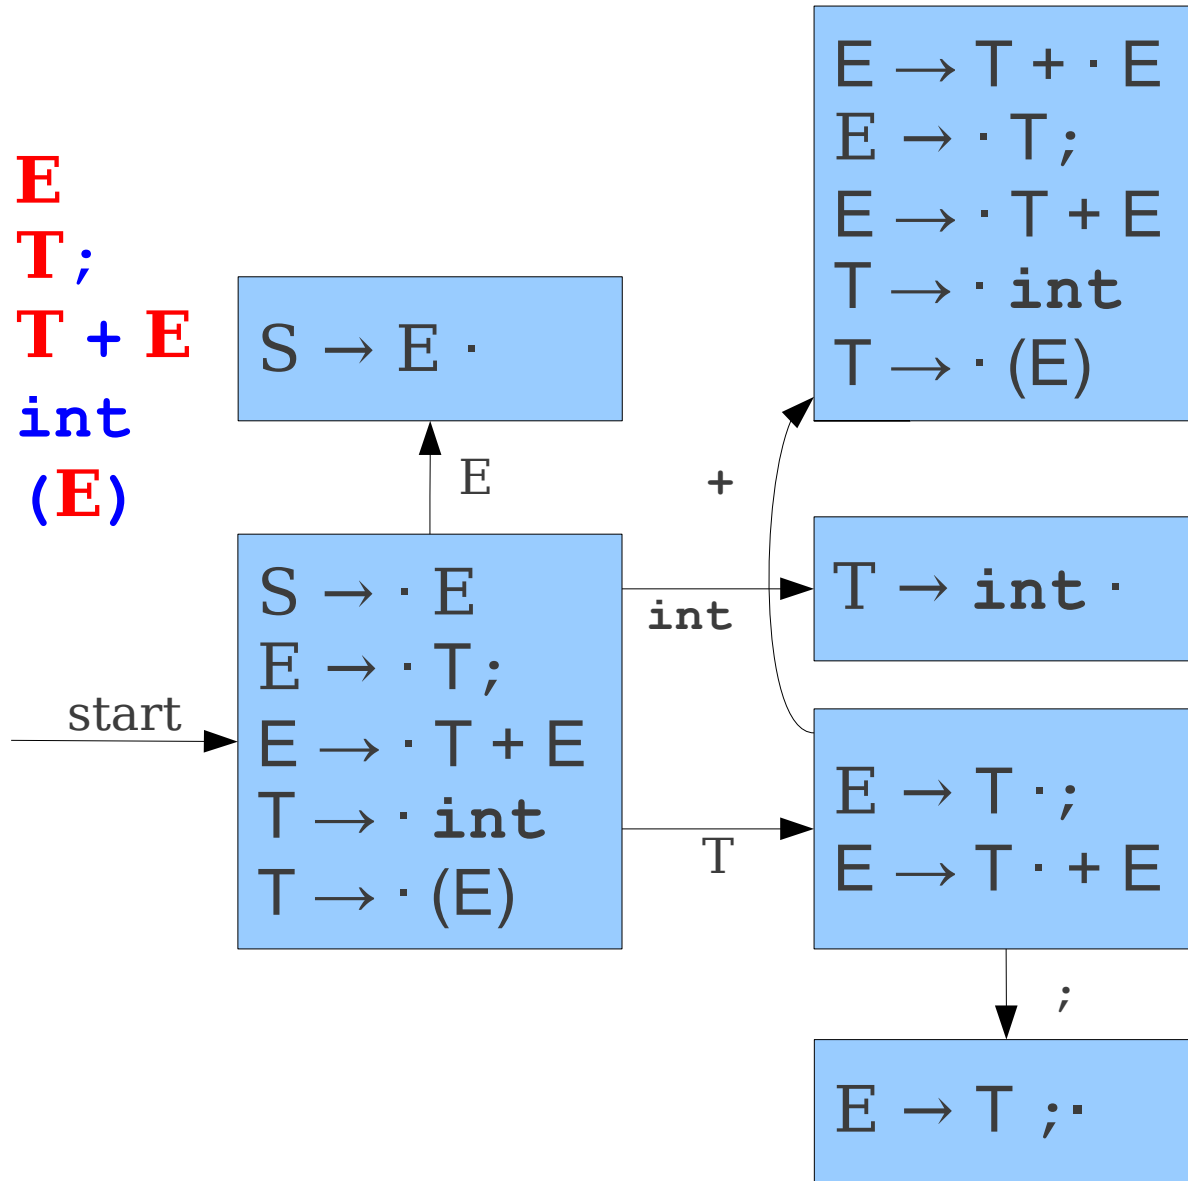 E
T ;
T + E
int
(E)
S → E ·
E
start
S → · E
E → · T ;
E → · T + E
T → · int
T → · (E)
int
T
+
E → T + · E
E → · T ;
E → · T + E
T → · int
T → · (E)
T → int ·
E → T · ;
E → T · + E
;
E → T ; ·